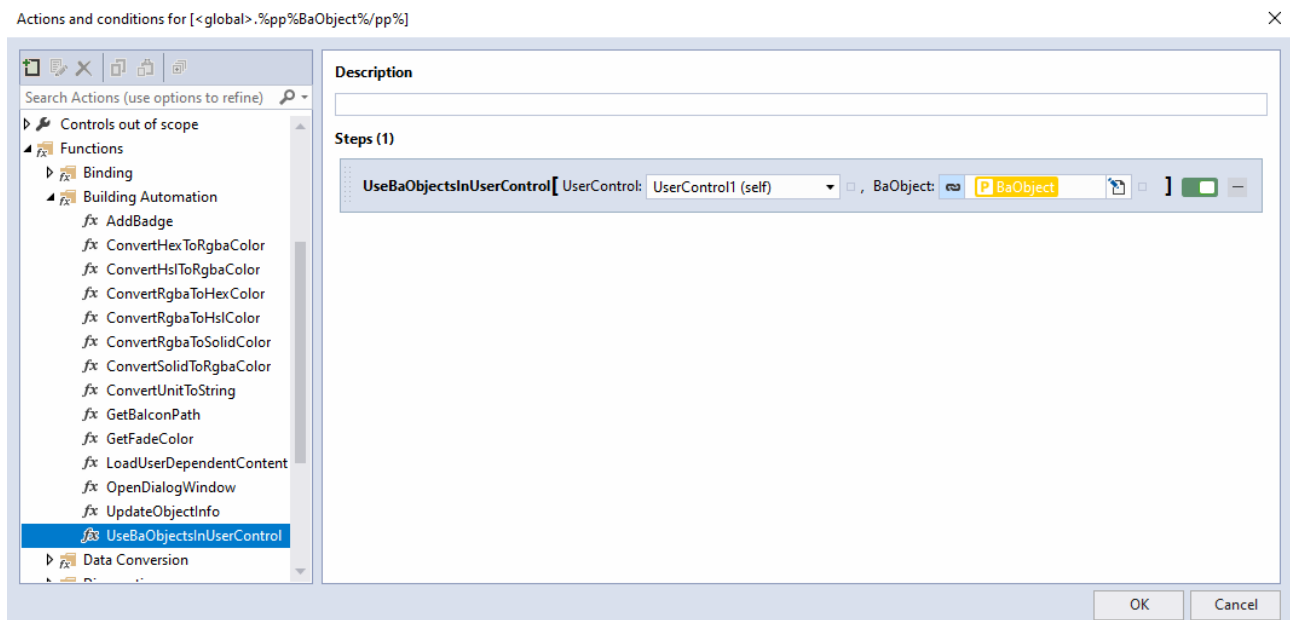 Actions and conditions for [<global>.%pp%BaObject%/pp%]
Search Actions (use options to refine)
Controls out of scope
Functions
Binding
Building Automation
AddBadge
ConvertHexToRgbaColor
ConvertHslToRgbaColor
ConvertRgbaToHexColor
ConvertRgbaToHslColor
ConvertRgbaToSolidColor
ConvertSolidToRgbaColor
ConvertUnitToString
GetBaIconPath
GetFadeColor
LoadUserDependentContent
OpenDialogWindow
UpdateObjectInfo
UseBaObjectsInUserControl
Data Conversion
Description
Steps (1)
UseBaObjectsInUserControl[ UserControl: UserControl1 (self) , BaObject: P BaObject ]
OK Cancel